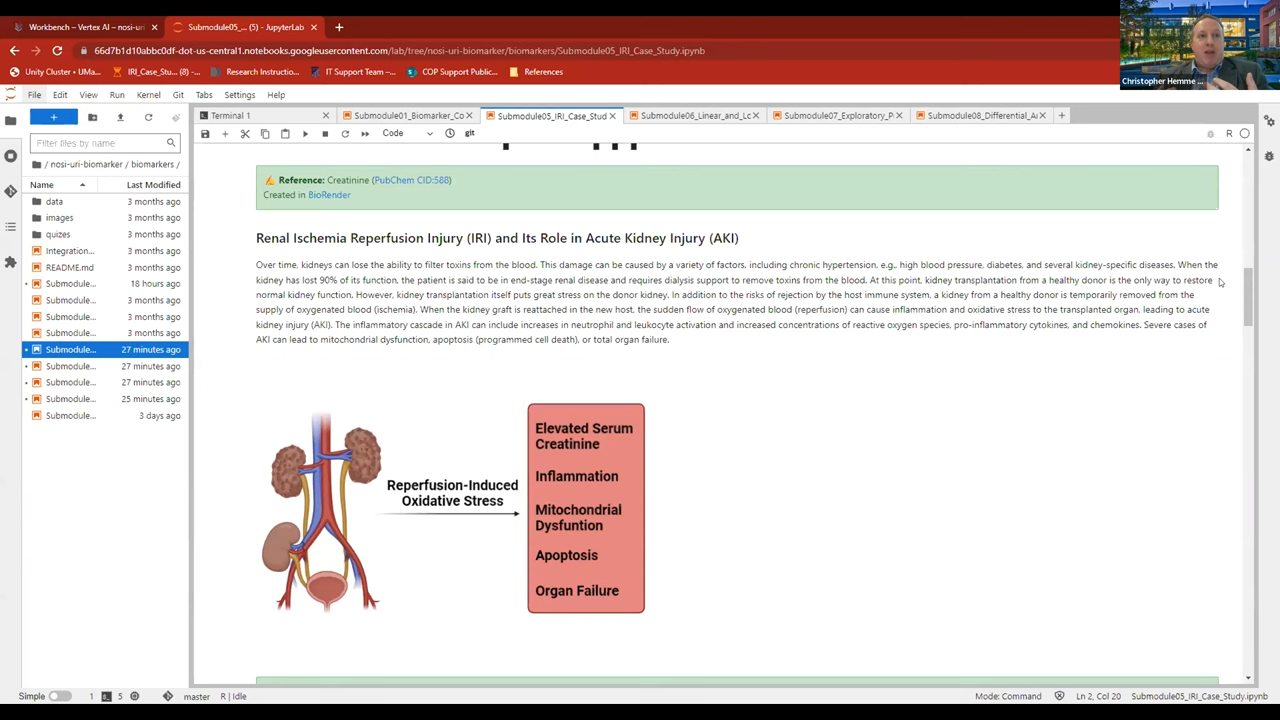 Workbench – Vertex AI – nosi-uri
Submodule05_... (5) - JupyterLab
66d7b1d10abbc0df-dot-us-central1.notebooks.googleusercontent.com/lab/tree/nosi-uri-biomarker/biomarkers/Submodule05_IRI_Case_Study.ipynb
Unity Cluster • UMa...
IRI_Case_Stu... (8) - ...
Research Instructio...
IT Support Team –...
COP Support Public...
References
Christopher Hemme ...
File Edit View Run Kernel Git Tabs Settings Help
Terminal 1
Submodule01_Biomarker_Co
Submodule05_IRI_Case_Stud
Submodule06_Linear_and_Lo
Submodule07_Exploratory_P
Submodule08_Differential_A
Code
git
R
Filter files by name
/ nosi-uri-biomarker / biomarkers /
Name Last Modified
data 3 months ago
images 3 months ago
quizes 3 months ago
Integration... 3 months ago
README.md 3 months ago
Submodule... 18 hours ago
Submodule... 3 months ago
Submodule... 3 months ago
Submodule... 3 months ago
Submodule... 27 minutes ago
Submodule... 27 minutes ago
Submodule... 27 minutes ago
Submodule... 25 minutes ago
Submodule... 3 days ago
Reference: Creatinine (PubChem CID:588)
Created in BioRender
Renal Ischemia Reperfusion Injury (IRI) and Its Role in Acute Kidney Injury (AKI)
Over time, kidneys can lose the ability to filter toxins from the blood. This damage can be caused by a variety of factors, including chronic hypertension, e.g., high blood pressure, diabetes, and several kidney-specific diseases. When the
kidney has lost 90% of its function, the patient is said to be in end-stage renal disease and requires dialysis support to remove toxins from the blood. At this point, kidney transplantation from a healthy donor is the only way to restore
normal kidney function. However, kidney transplantation itself puts great stress on the donor kidney. In addition to the risks of rejection by the host immune system, a kidney from a healthy donor is temporarily removed from the
supply of oxygenated blood (ischemia). When the kidney graft is reattached in the new host, the sudden flow of oxygenated blood (reperfusion) can cause inflammation and oxidative stress to the transplanted organ, leading to acute
kidney injury (AKI). The inflammatory cascade in AKI can include increases in neutrophil and leukocyte activation and increased concentrations of reactive oxygen species, pro-inflammatory cytokines, and chemokines. Severe cases of
AKI can lead to mitochondrial dysfunction, apoptosis (programmed cell death), or total organ failure.
Reperfusion-Induced
Oxidative Stress
Elevated Serum
Creatinine
Inflammation
Mitochondrial
Dysfuntion
Apoptosis
Organ Failure
Simple 1 5 master R | Idle
Mode: Command Ln 2, Col 20 Submodule05_IRI_Case_Study.ipynb